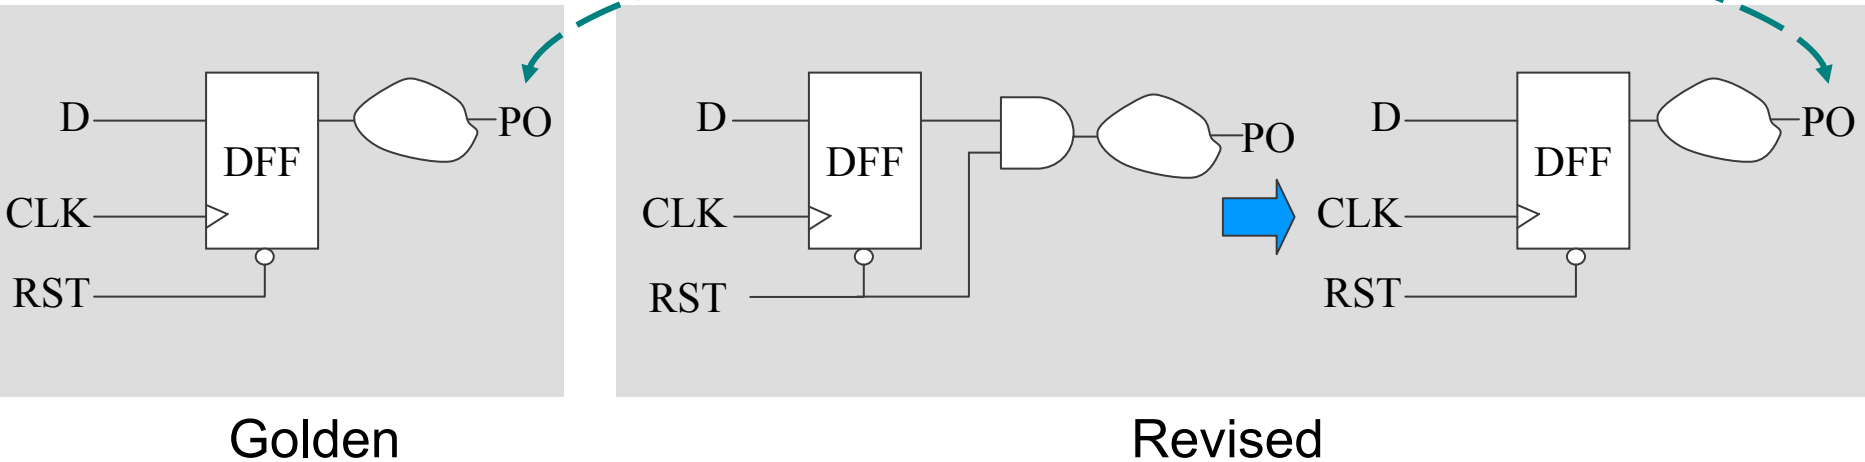 D
DFF
PO
CLK
RST
Golden
D
DFF
PO
CLK
RST
D
DFF
PO
CLK
RST
Revised